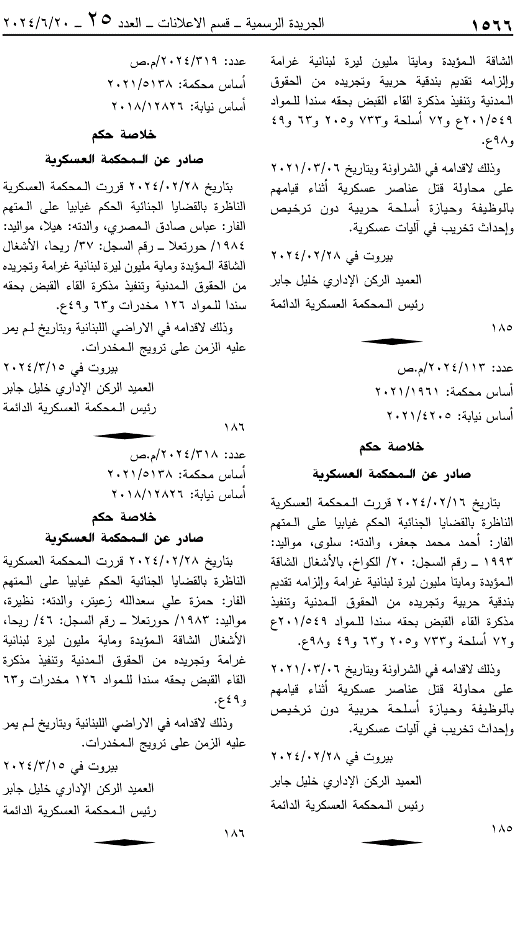 ١٥٦٦
الجريدة الرسمية ــ قسم الاعلانات ــ العدد ٢٥ ــ ٢٠٢٤/٦/٢٠
الشاقة المؤبدة ومايتا مليون ليرة لبنانية غرامة
وإلزامه تقديم بندقية حربية وتجريده من الحقوق
المدنية وتنفيذ مذكرة القاء القبض بحقه سندا للمواد
٢٠١/٥٤٩ع و٧٢ أسلحة و٧٣٣ و٢٠٥ و٦٣ و٤٩
و٩٨ع.
وذلك لاقدامه في الشراونة وبتاريخ ٢٠٢١/٠٣/٠٦
على محاولة قتل عناصر عسكرية أثناء قيامهم
بالوظيفة وحيازة أسلحة حربية دون ترخيص
وإحداث تخريب في آليات عسكرية.
بيروت في ٢٠٢٤/٠٢/٢٨
العميد الركن الإداري خليل جابر
رئيس المحكمة العسكرية الدائمة
١٨٥
عدد: ٢٠٢٤/١١٣/م.ص
أساس محكمة: ٢٠٢١/١٩٦١
أساس نيابة: ٢٠٢١/٤٢٠٥
خلاصة حكم
صادر عن المحكمة العسكرية
بتاريخ ٢٠٢٤/٠٢/١٦ قررت المحكمة العسكرية
الناظرة بالقضايا الجنائية الحكم غيابيا على المتهم
الفار: أحمد محمد جعفر، والدته: سلوى، مواليد:
١٩٩٣ ــ رقم السجل: ٢٠/ الكواخ، بالأشغال الشاقة
المؤبدة ومايتا مليون ليرة لبنانية غرامة وإلزامه تقديم
بندقية حربية وتجريده من الحقوق المدنية وتنفيذ
مذكرة القاء القبض بحقه سندا للمواد ٢٠١/٥٤٩ع
و٧٢ أسلحة و٧٣٣ و٢٠٥ و٦٣ و٤٩ و٩٨ع.
وذلك لاقدامه في الشراونة وبتاريخ ٢٠٢١/٠٣/٠٦
على محاولة قتل عناصر عسكرية أثناء قيامهم
بالوظيفة وحيازة أسلحة حربية دون ترخيص
وإحداث تخريب في آليات عسكرية.
بيروت في ٢٠٢٤/٠٢/٢٨
العميد الركن الإداري خليل جابر
رئيس المحكمة العسكرية الدائمة
١٨٥
عدد: ٢٠٢٤/٣١٩/م.ص
أساس محكمة: ٢٠٢١/٥١٣٨
أساس نيابة: ٢٠١٨/١٢٨٢٦
خلاصة حكم
صادر عن المحكمة العسكرية
بتاريخ ٢٠٢٤/٠٢/٢٨ قررت المحكمة العسكرية
الناظرة بالقضايا الجنائية الحكم غيابيا على المتهم
الفار: عباس صادق المصري، والدته: هيلا، مواليد:
١٩٨٤/ حورتعلا ــ رقم السجل: ٣٧/ ريحا، الأشغال
الشاقة المؤبدة وماية مليون ليرة لبنانية غرامة وتجريده
من الحقوق المدنية وتنفيذ مذكرة القاء القبض بحقه
سندا للمواد ١٢٦ مخدرات و٦٣ و٤٩ع.
وذلك لاقدامه في الاراضي اللبنانية وبتاريخ لم يمر
عليه الزمن على ترويج المخدرات.
بيروت في ٢٠٢٤/٣/١٥
العميد الركن الإداري خليل جابر
رئيس المحكمة العسكرية الدائمة
١٨٦
عدد: ٢٠٢٤/٣١٨/م.ص
أساس محكمة: ٢٠٢١/٥١٣٨
أساس نيابة: ٢٠١٨/١٢٨٢٦
خلاصة حكم
صادر عن المحكمة العسكرية
بتاريخ ٢٠٢٤/٠٢/٢٨ قررت المحكمة العسكرية
الناظرة بالقضايا الجنائية الحكم غيابيا على المتهم
الفار: حمزة علي سعدالله زعيتر، والدته: نظيرة،
مواليد: ١٩٨٣/ حورتعلا ــ رقم السجل: ٤٦/ ريحا،
الأشغال الشاقة المؤبدة وماية مليون ليرة لبنانية
غرامة وتجريده من الحقوق المدنية وتنفيذ مذكرة
القاء القبض بحقه سندا للمواد ١٢٦ مخدرات و٦٣
و٤٩ع.
وذلك لاقدامه في الاراضي اللبنانية وبتاريخ لم يمر
عليه الزمن على ترويج المخدرات.
بيروت في ٢٠٢٤/٣/١٥
العميد الركن الإداري خليل جابر
رئيس المحكمة العسكرية الدائمة
١٨٦